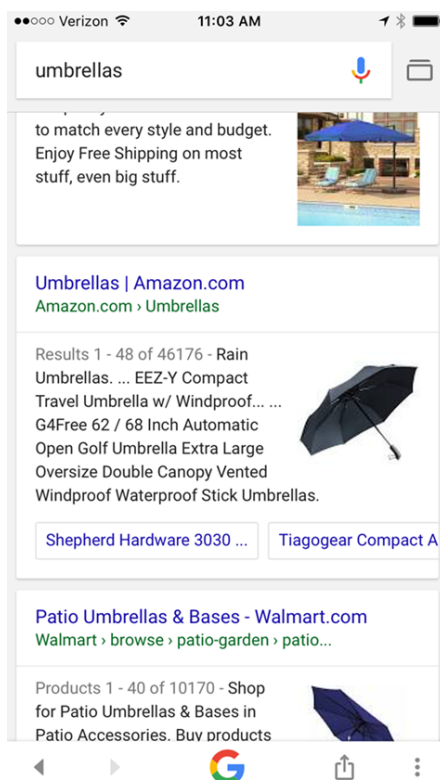 Verizon 11:03 AM
umbrellas
to match every style and budget.
Enjoy Free Shipping on most
stuff, even big stuff.
Umbrellas | Amazon.com
Amazon.com › Umbrellas
Results 1 - 48 of 46176 - Rain
Umbrellas. ... EEZ-Y Compact
Travel Umbrella w/ Windproof... ...
G4Free 62 / 68 Inch Automatic
Open Golf Umbrella Extra Large
Oversize Double Canopy Vented
Windproof Waterproof Stick Umbrellas.
Shepherd Hardware 3030 ... Tiagogear Compact A
Patio Umbrellas & Bases - Walmart.com
Walmart › browse › patio-garden › patio...
Products 1 - 40 of 10170 - Shop
for Patio Umbrellas & Bases in
Patio Accessories. Buy products